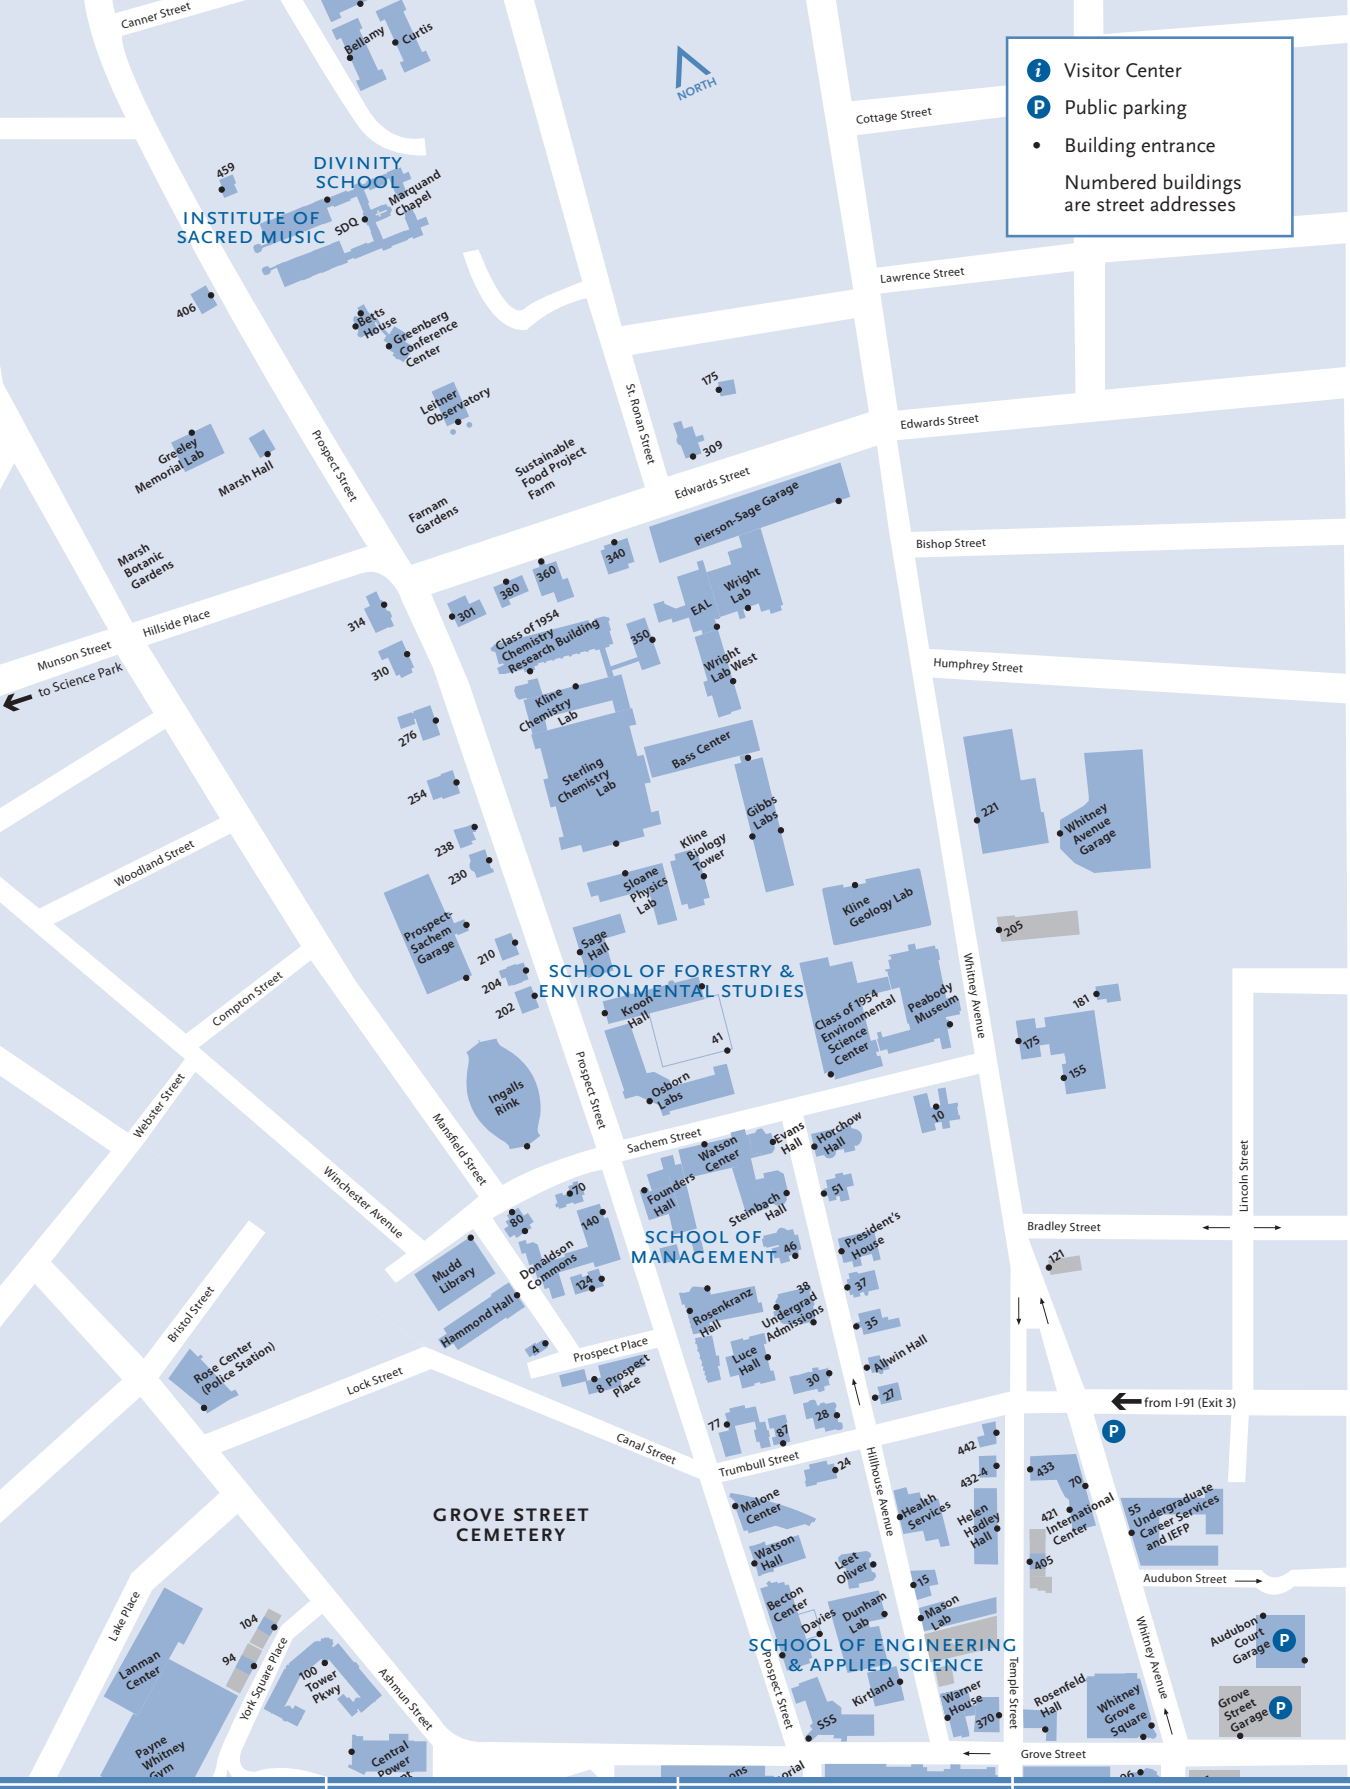 Canner Street
Bellamy
Curtis
NORTH
Visitor Center
P
Public parking
Building entrance
Numbered buildings
are street addresses
Cottage Street
459
DIVINITY
SCHOOL
Marquand
Chapel
SDQ
INSTITUTE OF
SACRED MUSIC
Lawrence Street
406
Betts
House
Greenberg
Conference
Center
175
Leitner
Observatory
St. Ronan Street
Edwards Street
309
Prospect Street
Greeley
Memorial Lab
Marsh Hall
Sustainable
Food Project
Farm
Edwards Street
Farnam
Gardens
Pierson-Sage Garage
Bishop Street
Marsh
Botanic
Gardens
340
360
380
301
Wright
Lab
EAL
314
Hillside Place
Class of 1954
Chemistry
Research Building
350
Munson Street
to Science Park
310
Wright
Lab West
Humphrey Street
Kline
Chemistry
Lab
276
Bass Center
Sterling
Chemistry
Lab
254
Gibbs
Labs
221
Whitney
Avenue
Garage
238
230
Kline
Biology
Tower
Woodland Street
Sloane
Physics
Lab
Kline
Geology Lab
Prospect-
Sachem
Garage
205
Sage
Hall
210
204
202
SCHOOL OF FORESTRY &
ENVIRONMENTAL STUDIES
Whitney Avenue
Compton Street
Kroon
Hall
41
Class of 1954
Environmental
Science
Center
Peabody
Museum
181
175
155
Ingalls
Rink
Prospect Street
Osborn
Labs
Webster Street
Mansfield Street
10
Sachem Street
Watson
Center
Evans
Hall
Horchow
Hall
Lincoln Street
Winchester Avenue
70
80
140
Founders
Hall
Steinbach
Hall
51
Bradley Street
SCHOOL OF
MANAGEMENT
46
President's
House
121
Mudd
Library
Donaldson
Commons
124
37
38
Undergrad
Admissions
Rosenkranz
Hall
35
Hammond Hall
Bristol Street
Rose Center
(Police Station)
4
Prospect Place
8 Prospect
Place
Luce
Hall
Allwin Hall
30
27
Lock Street
from I-91 (Exit 3)
P
28
77
87
Canal Street
Trumbull Street
24
442
432-4
433
70
Hillhouse Avenue
GROVE STREET
CEMETERY
Malone
Center
Health
Services
Helen
Hadley
Hall
421
International
Center
55
Undergraduate
Career Services
and IEFP
Watson
Hall
Leet
Oliver
405
15
Audubon Street
Lake Place
Becton
Center
Davies
Dunham
Lab
Mason
Lab
104
94
Lanman
Center
York Square Place
100
Tower
Pkwy
Ashmun Street
SCHOOL OF ENGINEERING
& APPLIED SCIENCE
Prospect Street
Kirtland
Warner
House
370
Temple Street
Rosenfeld
Hall
Whitney
Grove
Square
Whitney Avenue
Audubon
Court
Garage
P
Grove
Street
Garage
P
SSS
Payne
Whitney
Gym
Central
Power
Grove Street